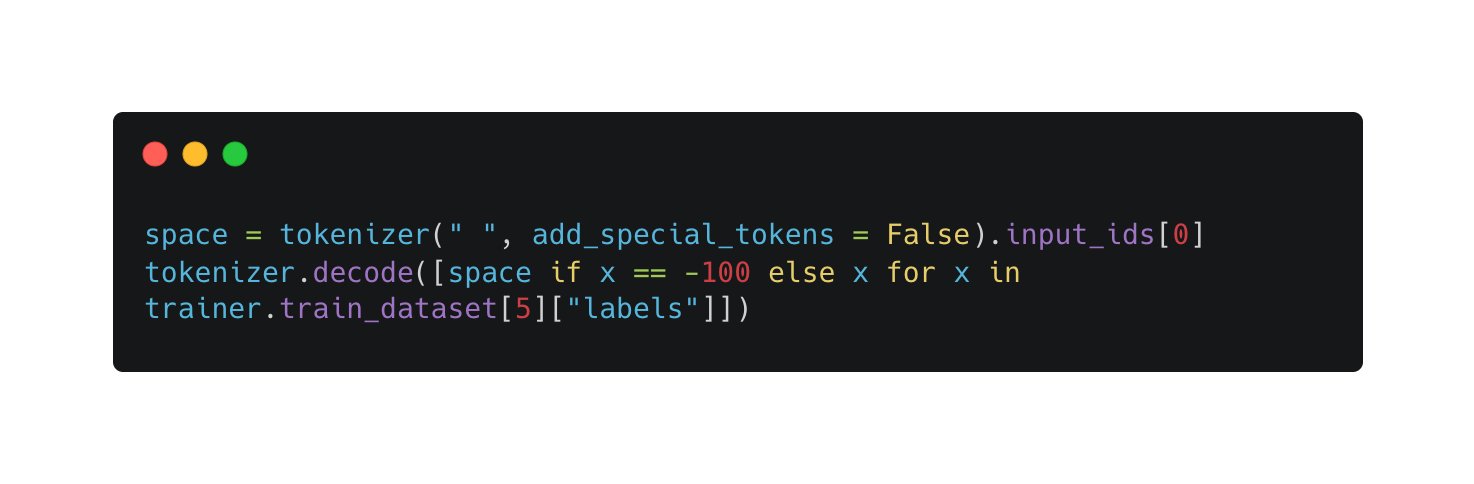 space = tokenizer(" ", add_special_tokens = False).input_ids[0]
tokenizer.decode([space if x == -100 else x for x in
trainer.train_dataset[5]["labels"]])